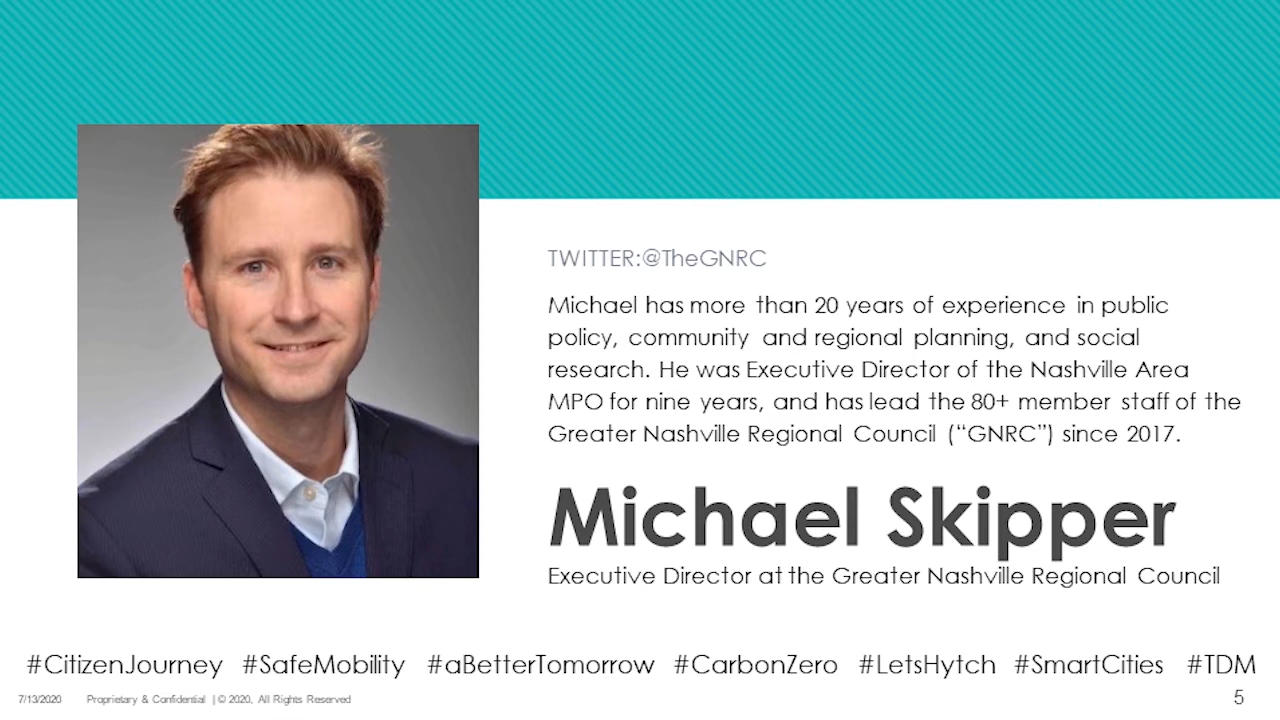 TWITTER:@TheGNRC
Michael has more than 20 years of experience in public
policy, community and regional planning, and social
research. He was Executive Director of the Nashville Area
MPO for nine years, and has lead the 80+ member staff of the
Greater Nashville Regional Council (“GNRC”) since 2017.
Michael Skipper
Executive Director at the Greater Nashville Regional Council
#CitizenJourney #SafeMobility #aBetterTomorrow #CarbonZero #LetsHytch #SmartCities #TDM
7/13/2020 Proprietary & Confidential | © 2020, All Rights Reserved 5